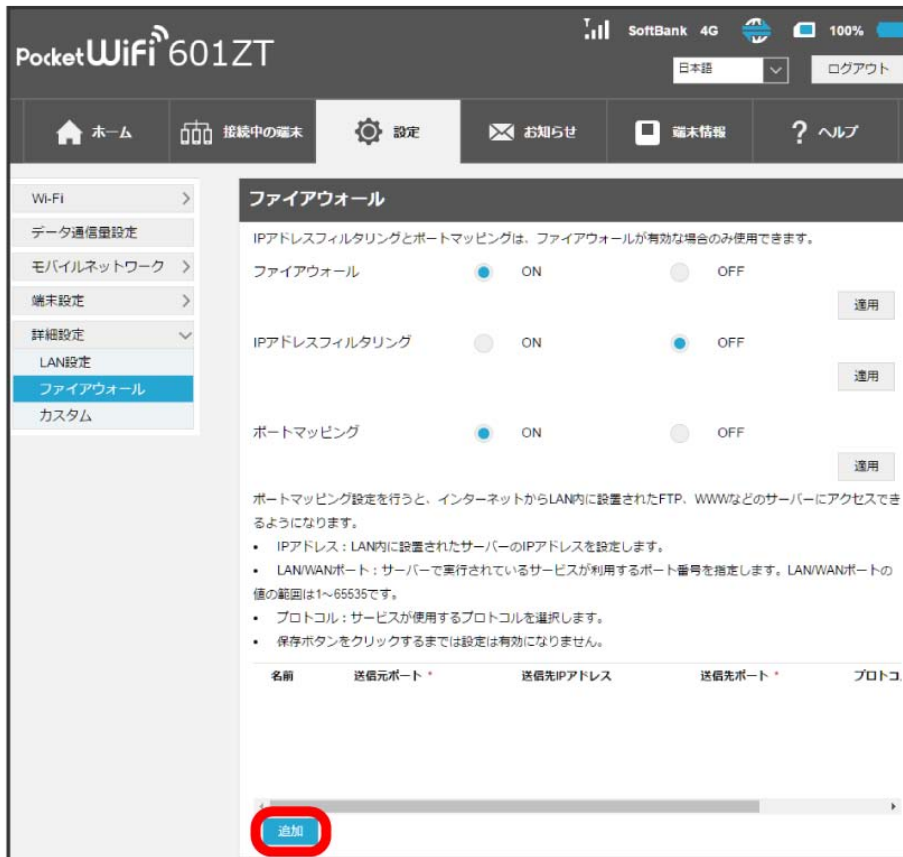 Pocket WiFi 601ZT
SoftBank 4G 100%
日本語 ログアウト
ホーム 接続中の端末 設定 お知らせ 端末情報 ? ヘルプ
Wi-Fi
データ通信量設定
モバイルネットワーク
端末設定
詳細設定
LAN設定
ファイアウォール
カスタム
ファイアウォール
IPアドレスフィルタリングとポートマッピングは、ファイアウォールが有効な場合のみ使用できます。
ファイアウォール ON OFF
適用
IPアドレスフィルタリング ON OFF
適用
ポートマッピング ON OFF
適用
ポートマッピング設定を行うと、インターネットからLAN内に設置されたFTP、WWWなどのサーバーにアクセスでき
るようになります。
• IPアドレス：LAN内に設置されたサーバーのIPアドレスを設定します。
• LAN/WANポート：サーバーで実行されているサービスが利用するポート番号を指定します。LAN/WANポートの
値の範囲は1～65535です。
• プロトコル：サービスが使用するプロトコルを選択します。
• 保存ボタンをクリックするまでは設定は有効になりません。
名前 送信元ポート * 送信先IPアドレス 送信先ポート * プロトコ
追加